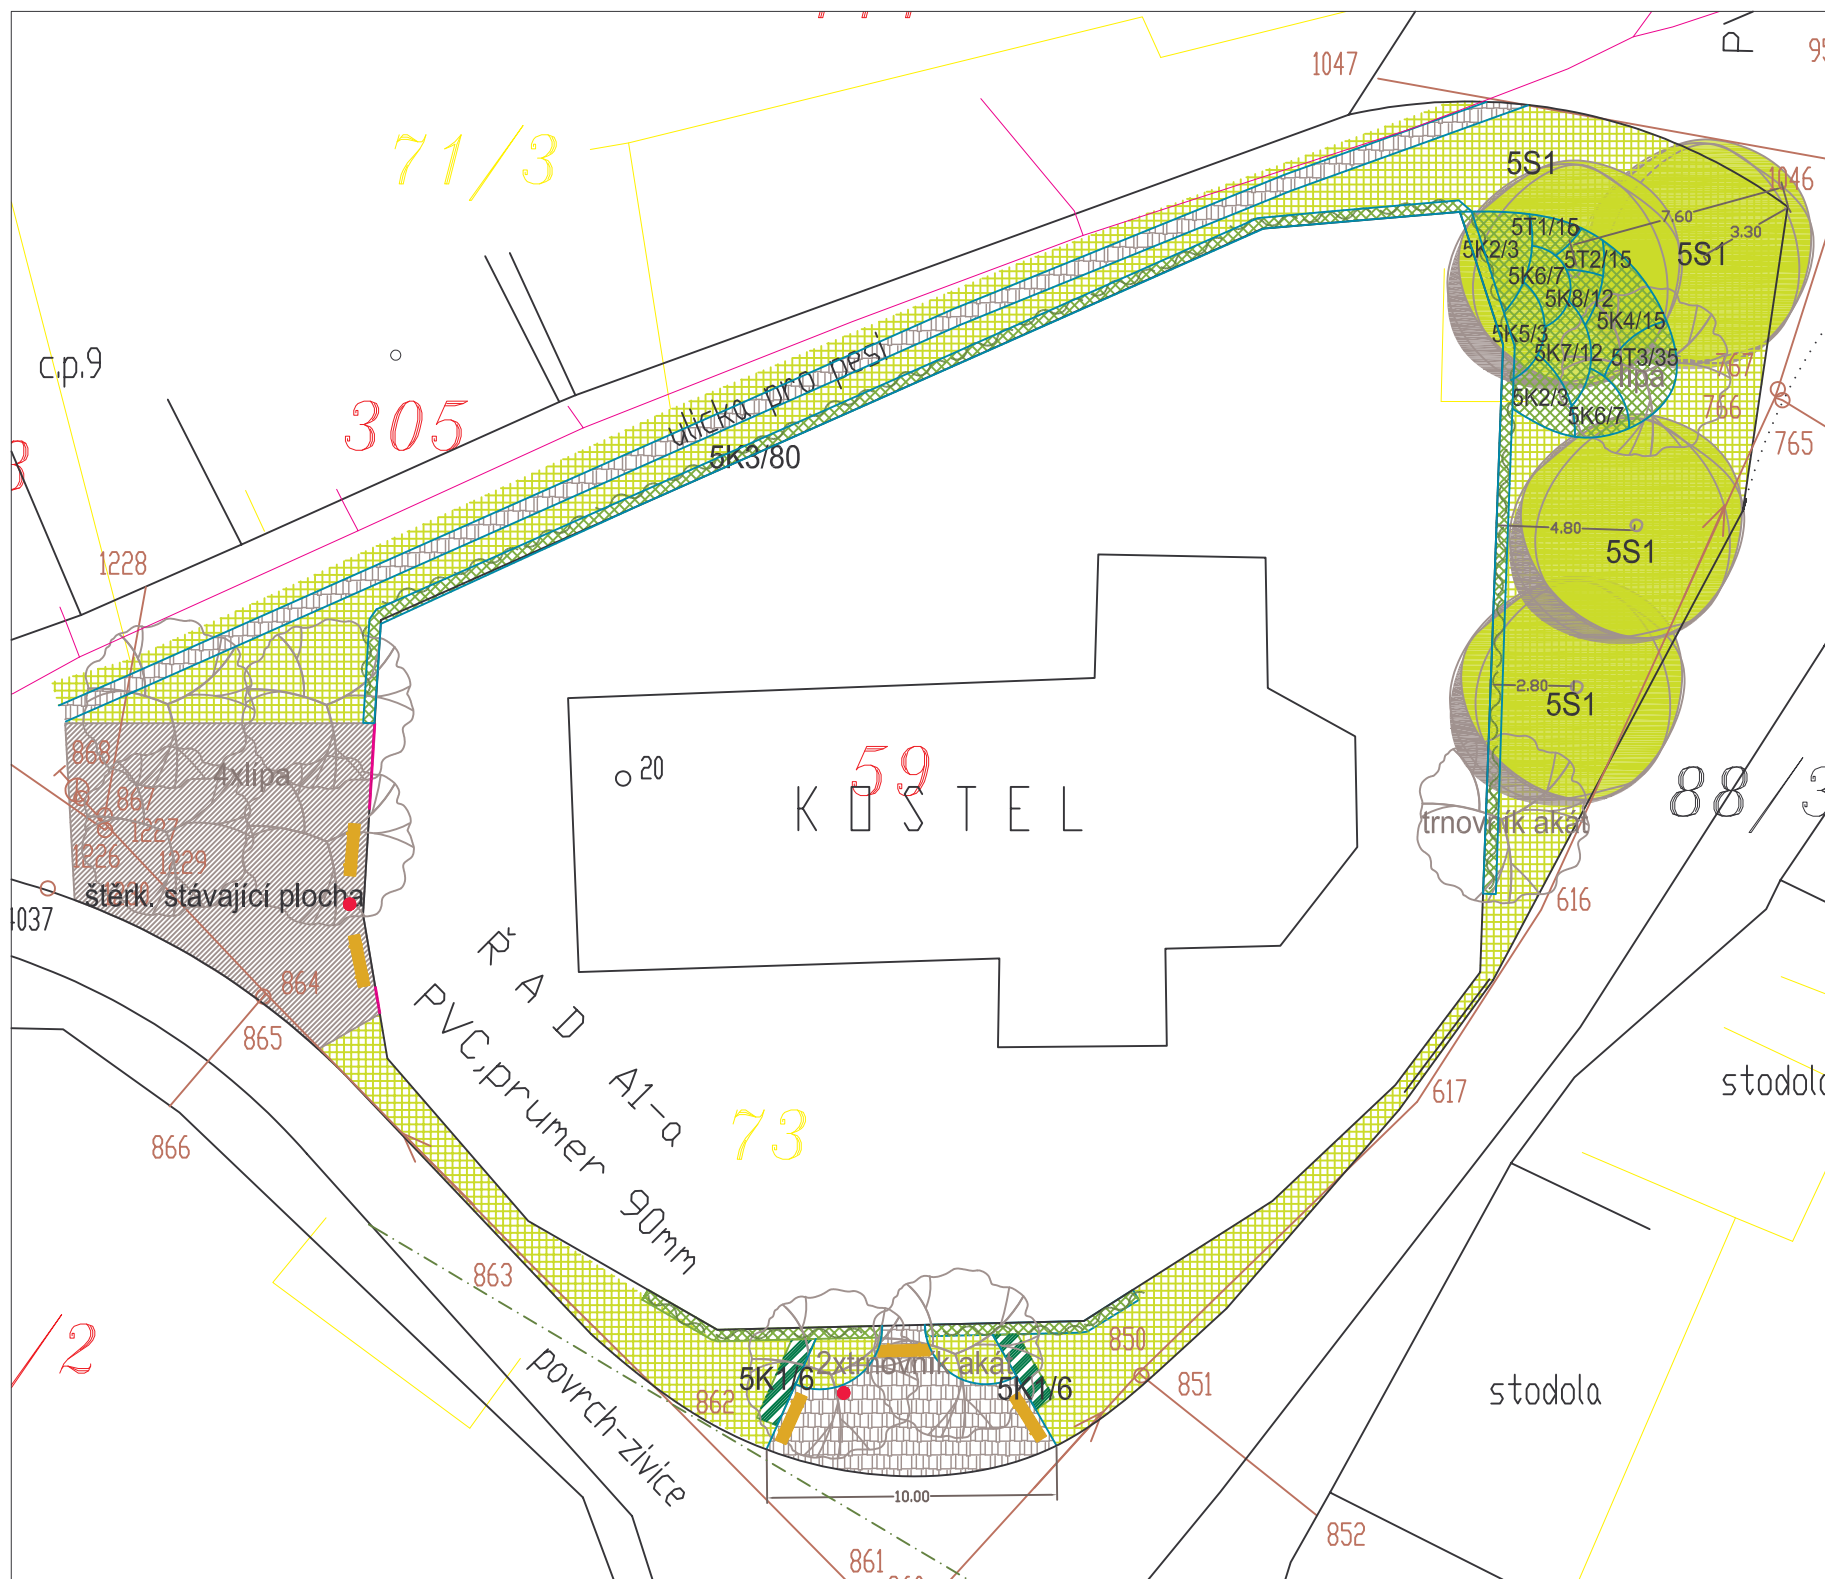 1047
P
71/3
1046
5S1
7.60
3.30
5S1
5T1/16
5K2/3
5T2/15
5K6/7
5K8/12
5K4/15
5K5/3
5K7/12
5T3/35
lípa
5K2/3
5K6/7
767
766
765
c.p.9
305
ulicka pro pesi
5K3/80
1228
4.80
5S1
2.80
5S1
59
20
KOSTEL
88/3
trnovník akát
868
4xlípa
867
1227
1226
1229
štěrk. stávající plocha
4037
616
864
865
ŘAD A1-a
PVC,prumer 90mm
617
stodola
866
73
863
/2
povrch-zivice
850
2xtrnovník akát
5K1/6
5K1/6
862
851
stodola
10.00
852
861